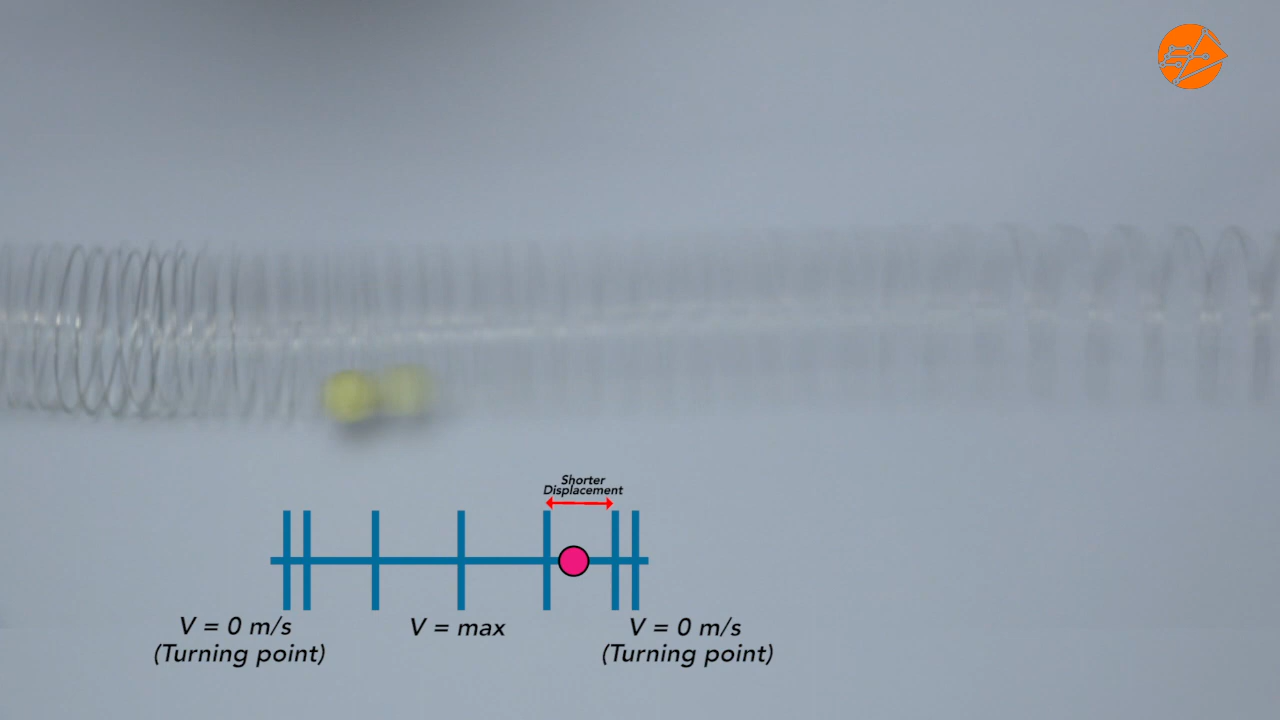 Shorter
Displacement
V = 0 m/s
(Turning point)
V = max
V = 0 m/s
(Turning point)